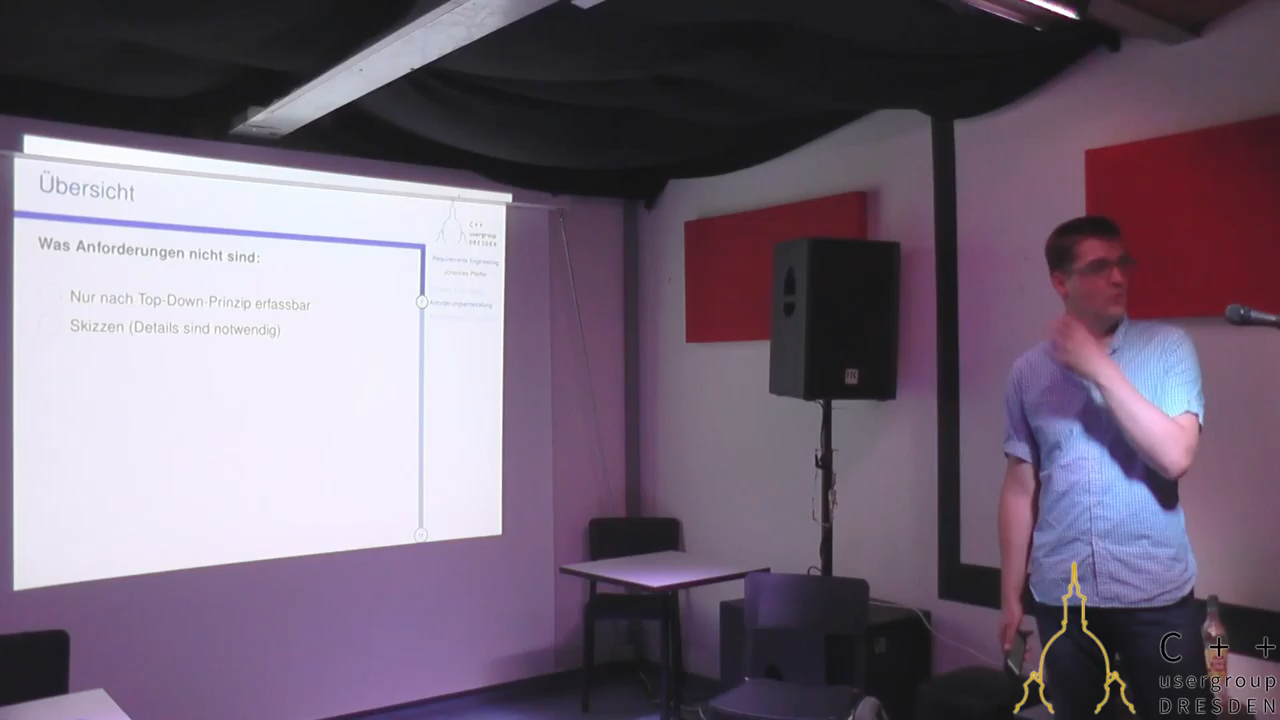 Übersicht
C++
usergroup
DRESDEN
Was Anforderungen nicht sind:
Requirements Engineering
Johannes Pfeffer
Anforderungsermittlung
Nur nach Top-Down-Prinzip erfassbar
Skizzen (Details sind notwendig)
C + +
usergroup
DRESDEN